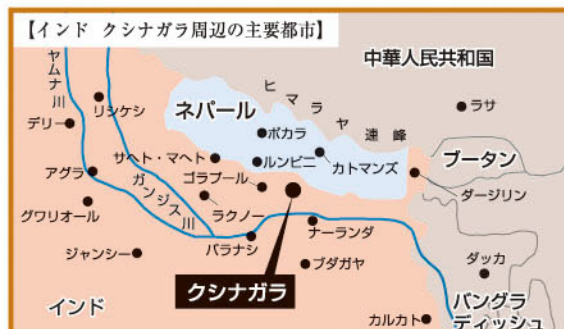 【インド クシナガラ周辺の主要都市】
中華人民共和国
ヤムナ川
リシケシ
デリー
ネパール
ヒマラヤ連峰
ラサ
ポカラ
ブータン
サヘト・マヘト
ルンビニ
カトマンズ
アグラ
ゴラプール
ダージリン
ガンジス川
ラクノー
グワリオール
ナーランダ
ジャンシー
バラナシ
ブダガヤ
ダッカ
クシナガラ
インド
バングラ
ディッシュ
カルカト